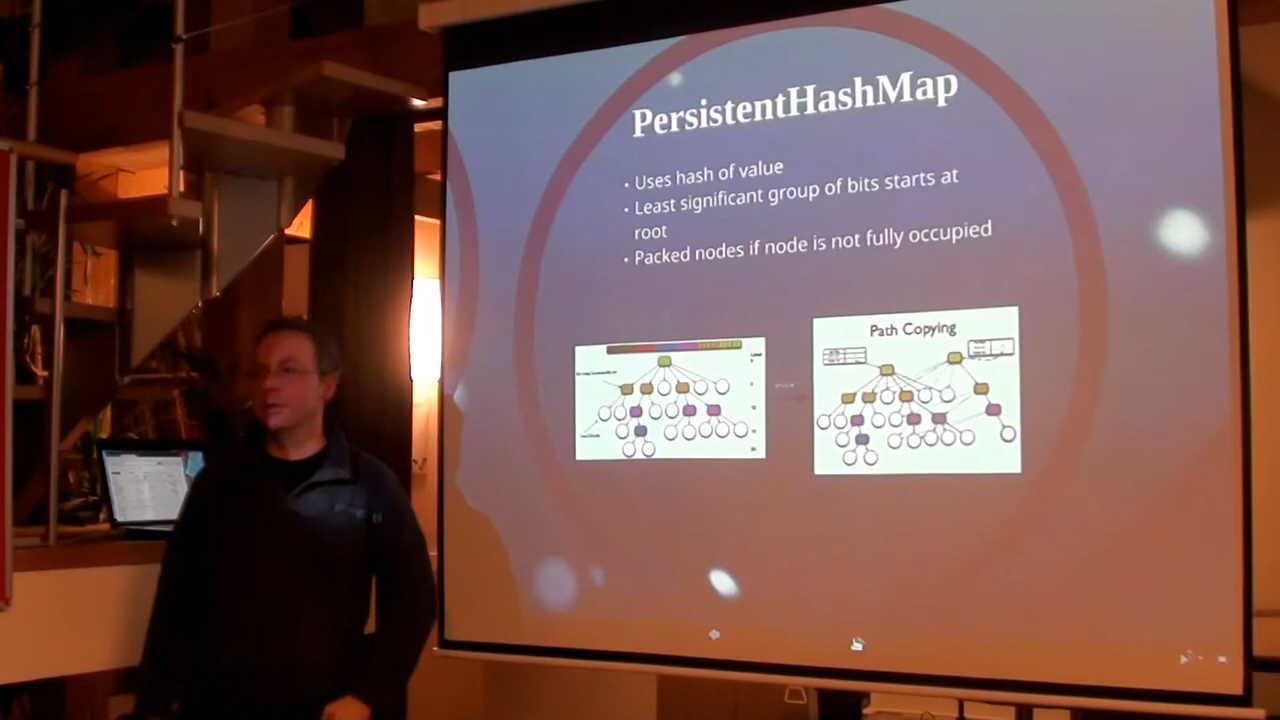 PersistentHashMap
• Uses hash of value
• Least significant group of bits starts at
root
• Packed nodes if node is not fully occupied
Path Copying